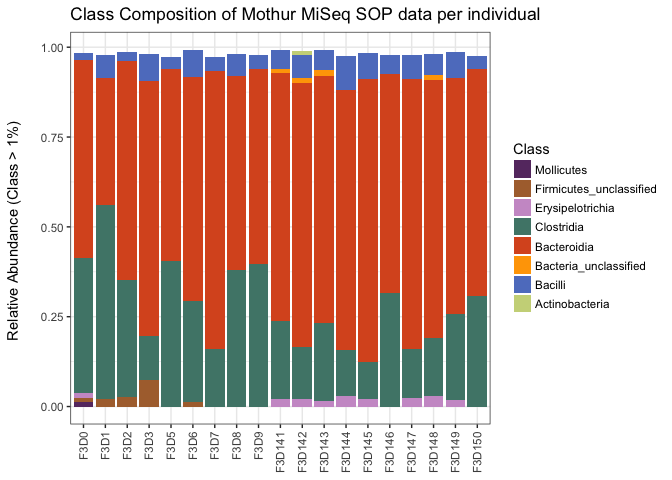 Class Composition of Mothur MiSeq SOP data per individual
Relative Abundance (Class > 1%)
1.00
0.75
0.50
0.25
0.00
F3D0
F3D1
F3D2
F3D3
F3D5
F3D6
F3D7
F3D8
F3D9
F3D141
F3D142
F3D143
F3D144
F3D145
F3D146
F3D147
F3D148
F3D149
F3D150
Class
Mollicutes
Firmicutes_unclassified
Erysipelotrichia
Clostridia
Bacteroidia
Bacteria_unclassified
Bacilli
Actinobacteria